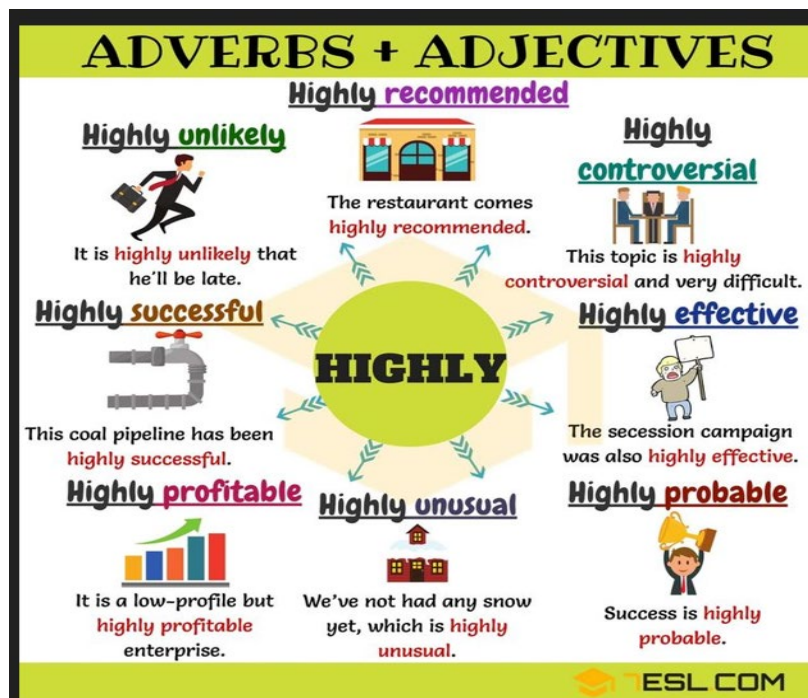 ADVERBS + ADJECTIVES
Highly recommended
The restaurant comes
highly recommended.
Highly unlikely
It is highly unlikely that
he'll be late.
Highly
controversial
This topic is highly
controversial and very difficult.
Highly successful
This coal pipeline has been
highly successful.
HIGHLY
Highly effective
The secession campaign
was also highly effective.
Highly profitable
It is a low-profile but
highly profitable
enterprise.
Highly unusual
We've not had any snow
yet, which is highly
unusual.
Highly probable
Success is highly
probable.
7ESL.COM